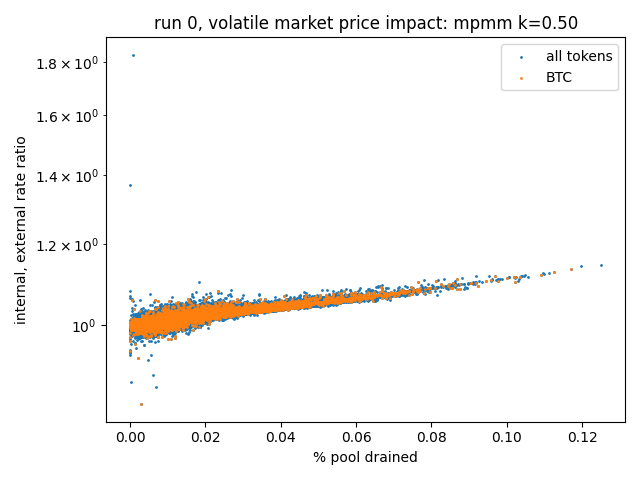 run 0, volatile market price impact: mpmm k=0.50
all tokens
BTC
1.8 × 10⁰
1.6 × 10⁰
1.4 × 10⁰
1.2 × 10⁰
10⁰
internal, external rate ratio
0.00 0.02 0.04 0.06 0.08 0.10 0.12
% pool drained